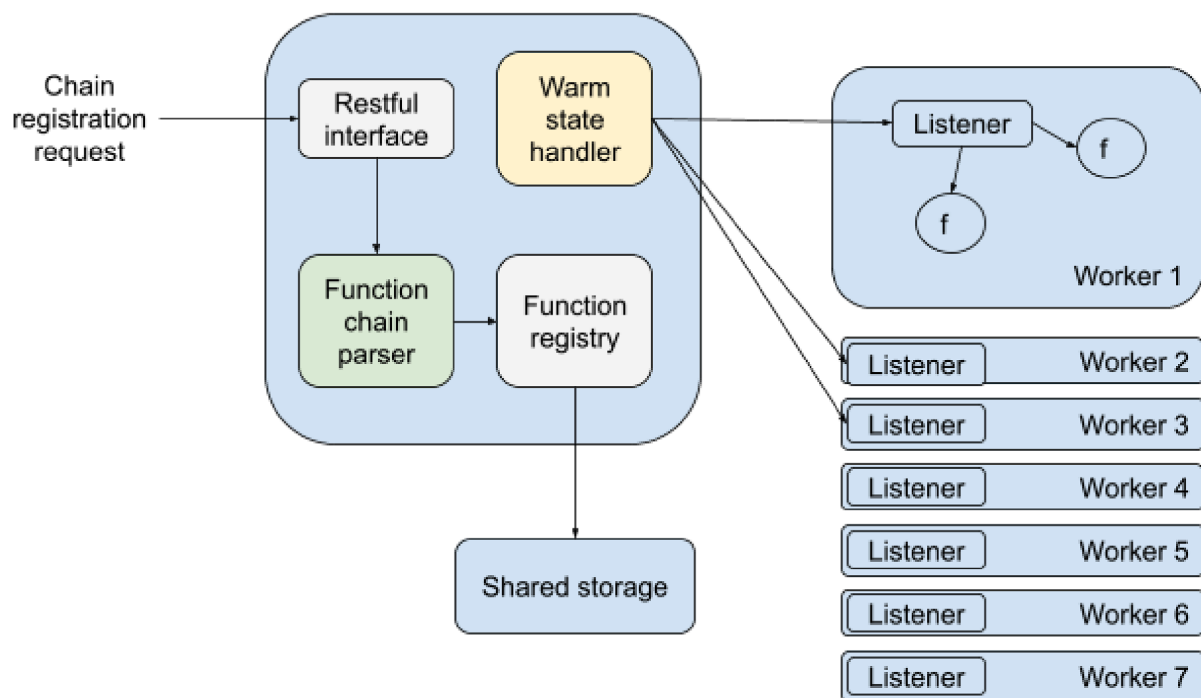 Chain
registration
request
Restful
interface
Warm
state
handler
Function
chain
parser
Function
registry
Shared storage
Listener
f
f
Worker 1
Listener
Worker 2
Listener
Worker 3
Listener
Worker 4
Listener
Worker 5
Listener
Worker 6
Listener
Worker 7